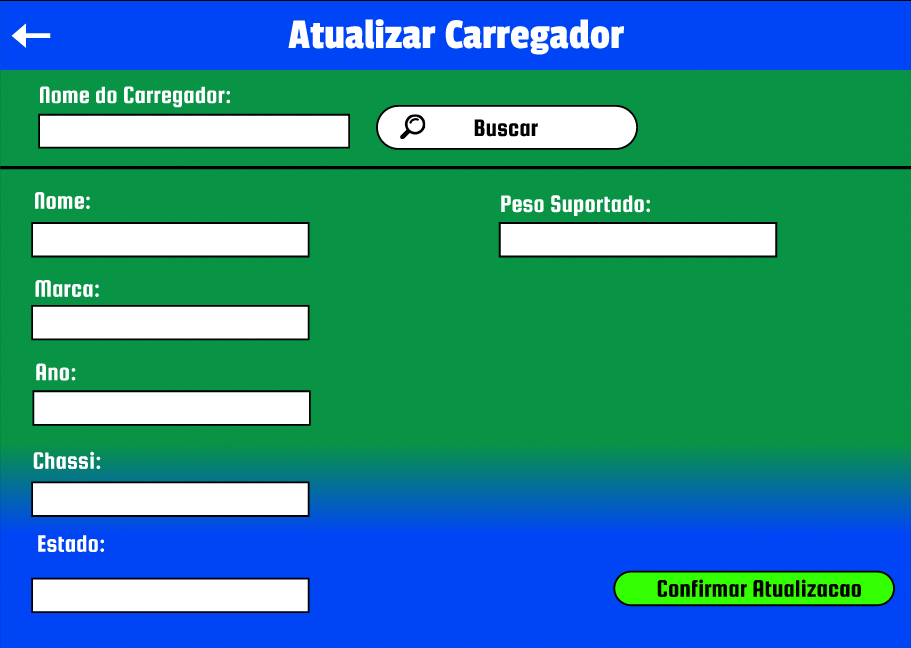 Atualizar Carregador
Nome do Carregador:
Buscar
Nome:
Peso Suportado:
Marca:
Ano:
Chassi:
Estado:
Confirmar Atualizacao